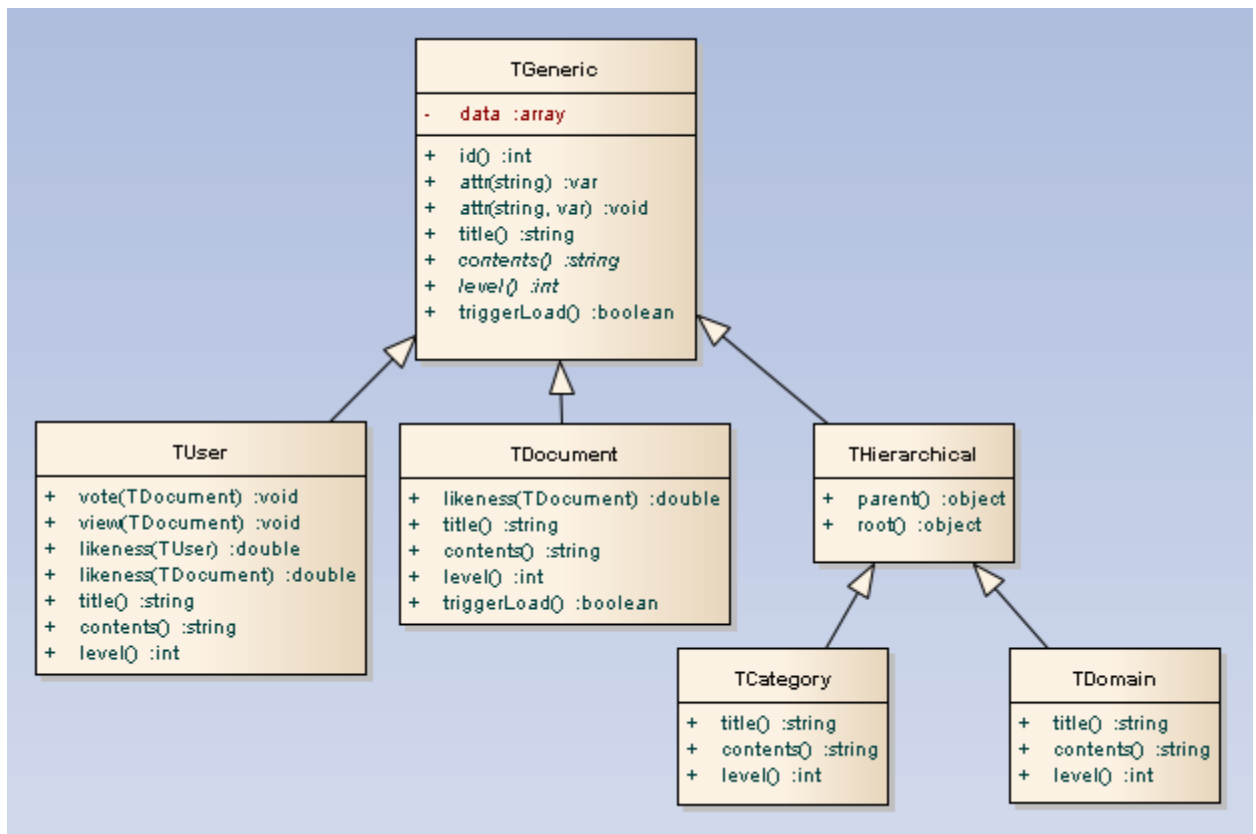 TGeneric
- data :array
+ id() :int
+ attr(string) :var
+ attr(string, var) :void
+ title() :string
+ contents() :string
+ level() :int
+ triggerLoad() :boolean
TUser
+ vote(TDocument) :void
+ view(TDocument) :void
+ likeness(TUser) :double
+ likeness(TDocument) :double
+ title() :string
+ contents() :string
+ level() :int
TDocument
+ likeness(TDocument) :double
+ title() :string
+ contents() :string
+ level() :int
+ triggerLoad() :boolean
THierarchical
+ parent() :object
+ root() :object
TCategory
+ title() :string
+ contents() :string
+ level() :int
TDomain
+ title() :string
+ contents() :string
+ level() :int